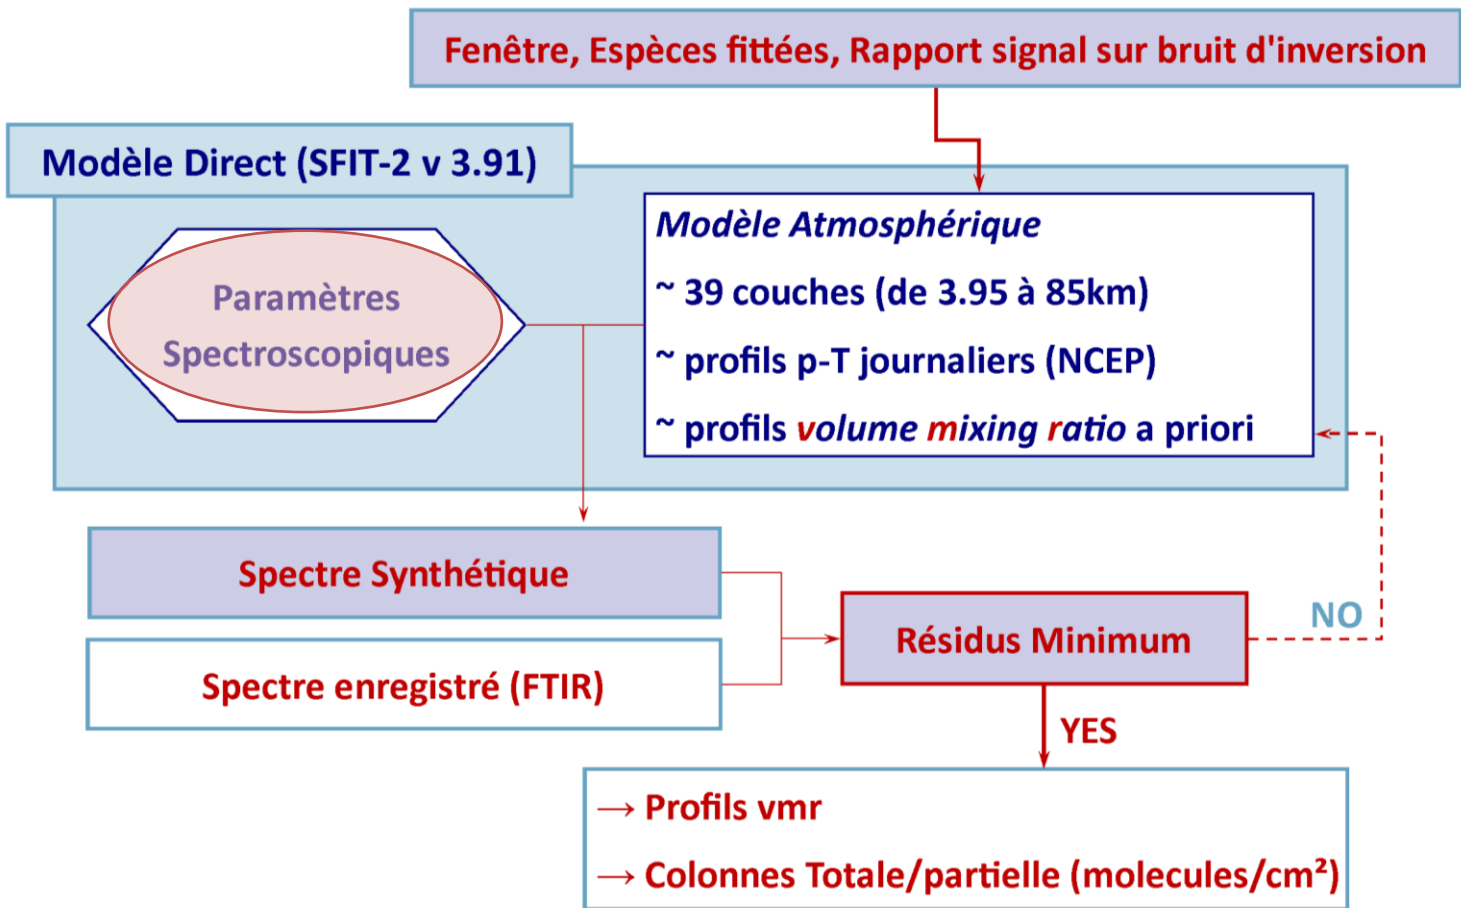 Fenêtre, Espèces fittées, Rapport signal sur bruit d'inversion
Modèle Direct (SFIT-2 v 3.91)
Paramètres
Spectroscopiques
Modèle Atmosphérique
~ 39 couches (de 3.95 à 85km)
~ profils p-T journaliers (NCEP)
~ profils volume mixing ratio a priori
Spectre Synthétique
Spectre enregistré (FTIR)
Résidus Minimum
NO
YES
→ Profils vmr
→ Colonnes Totale/partielle (molecules/cm²)